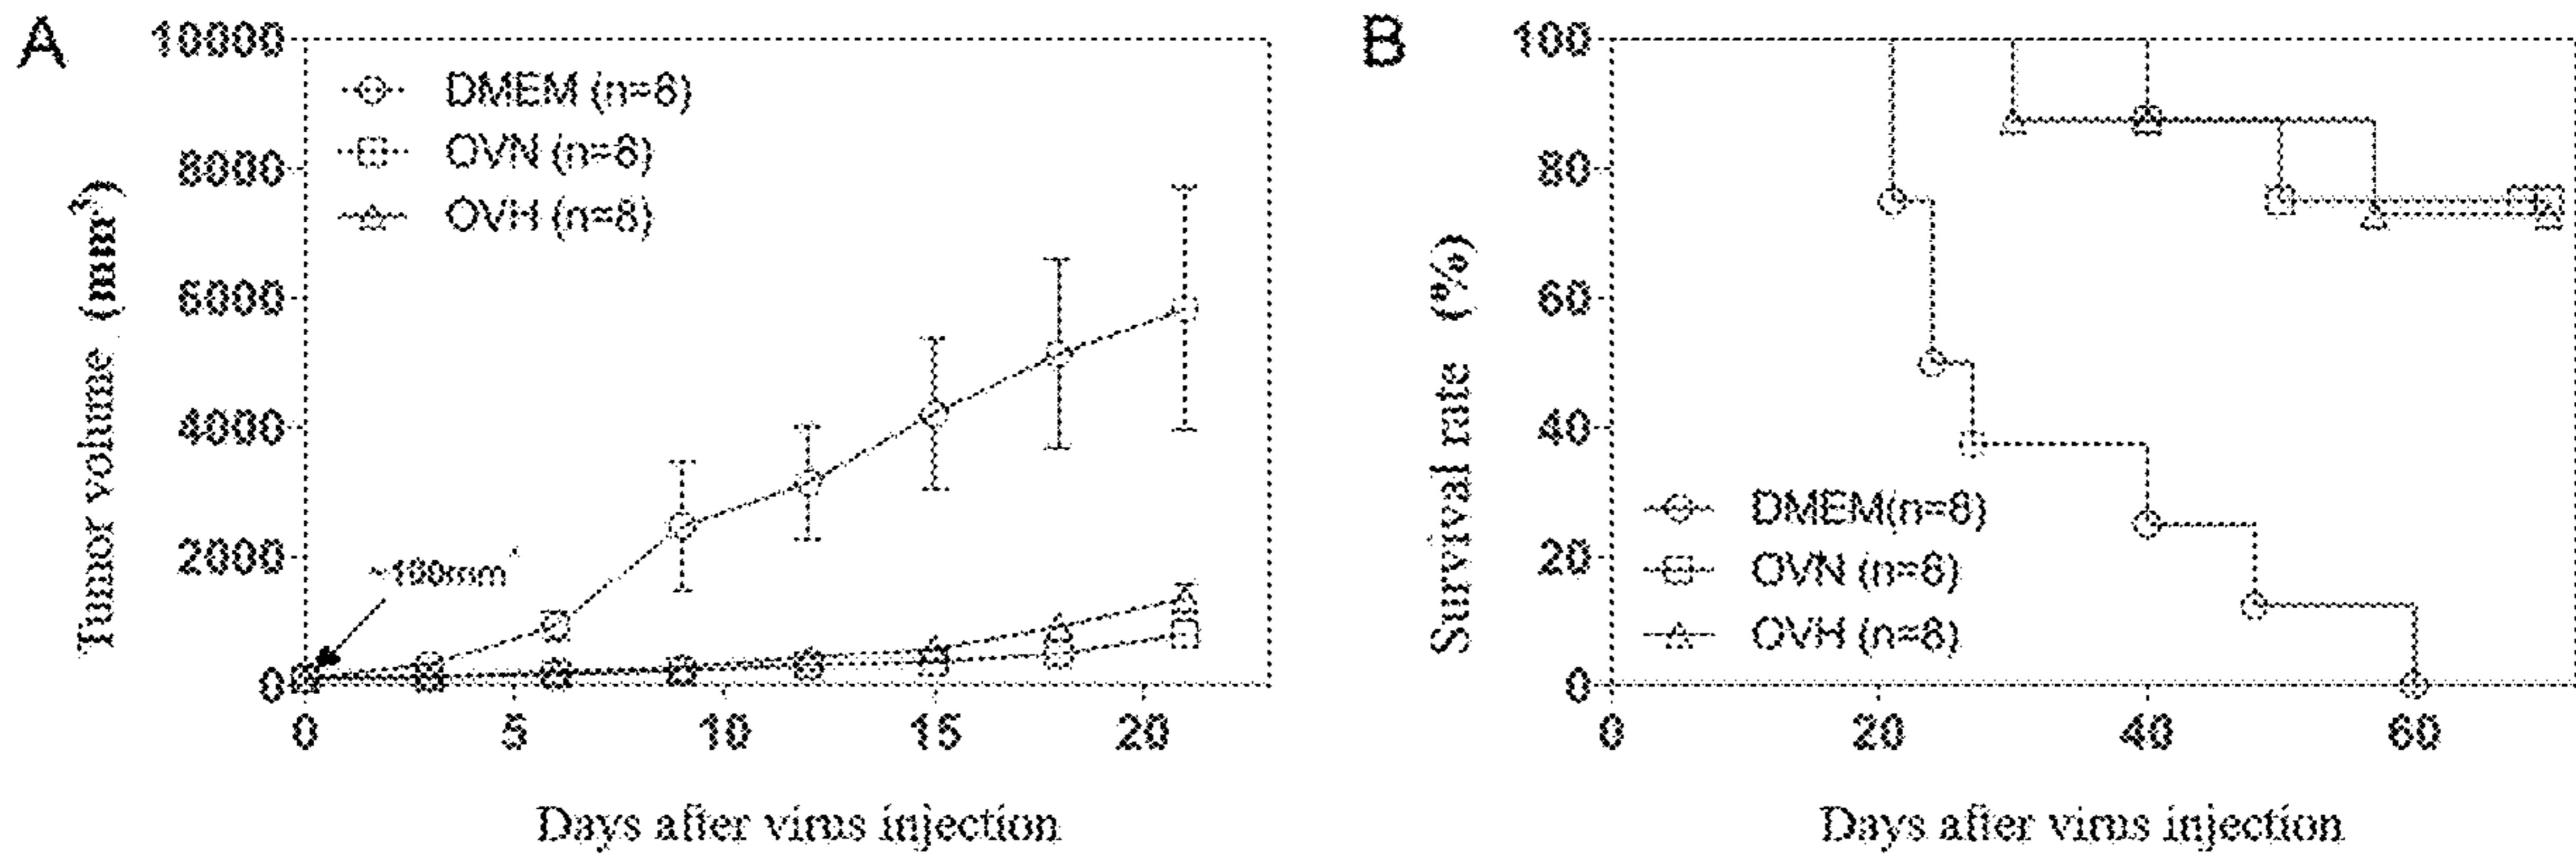 A
10000
8000
6000
4000
2000
0
Tumor volume (mm³)
DMEM (n=8)
OVN (n=8)
OVH (n=8)
~100mm
0 5 10 15 20
Days after virus injection
B
100
80
60
40
20
0
Survival rate (%)
DMEM(n=8)
OVN (n=8)
OVH (n=8)
0 20 40 60
Days after virus injection